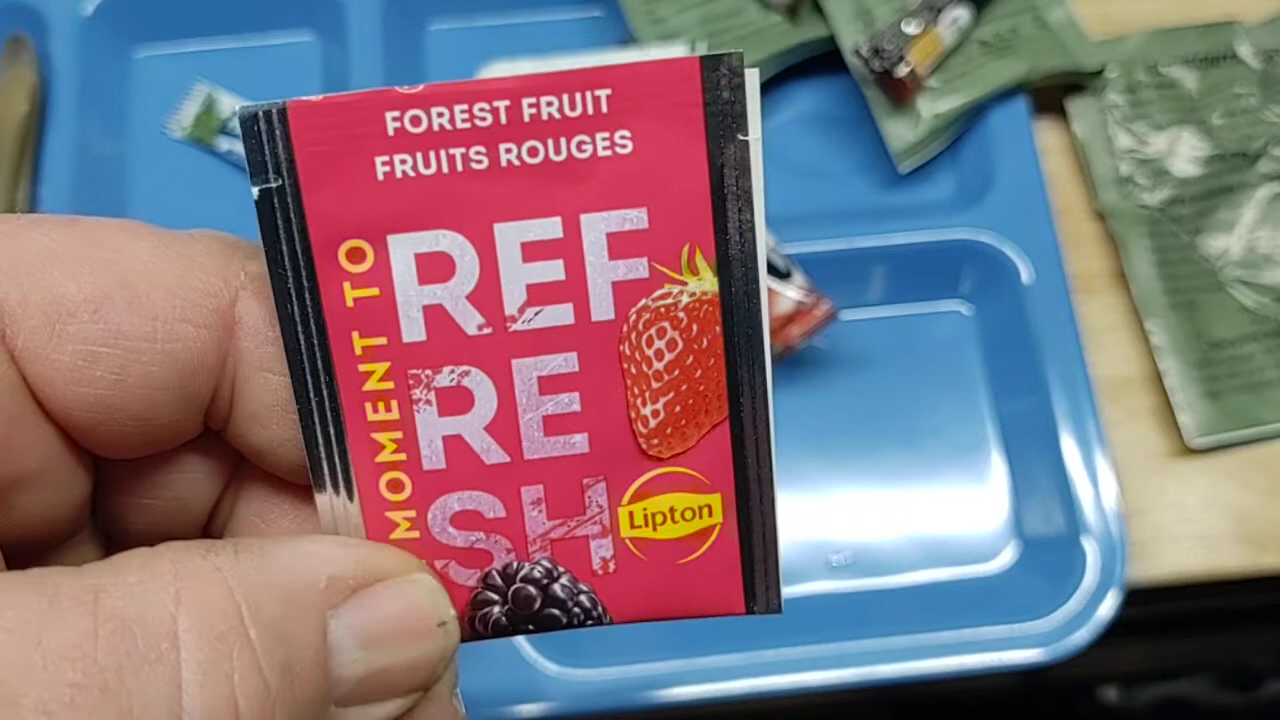 FOREST FRUIT
FRUITS ROUGES
MOMENT TO
REF
RE
SH
Lipton